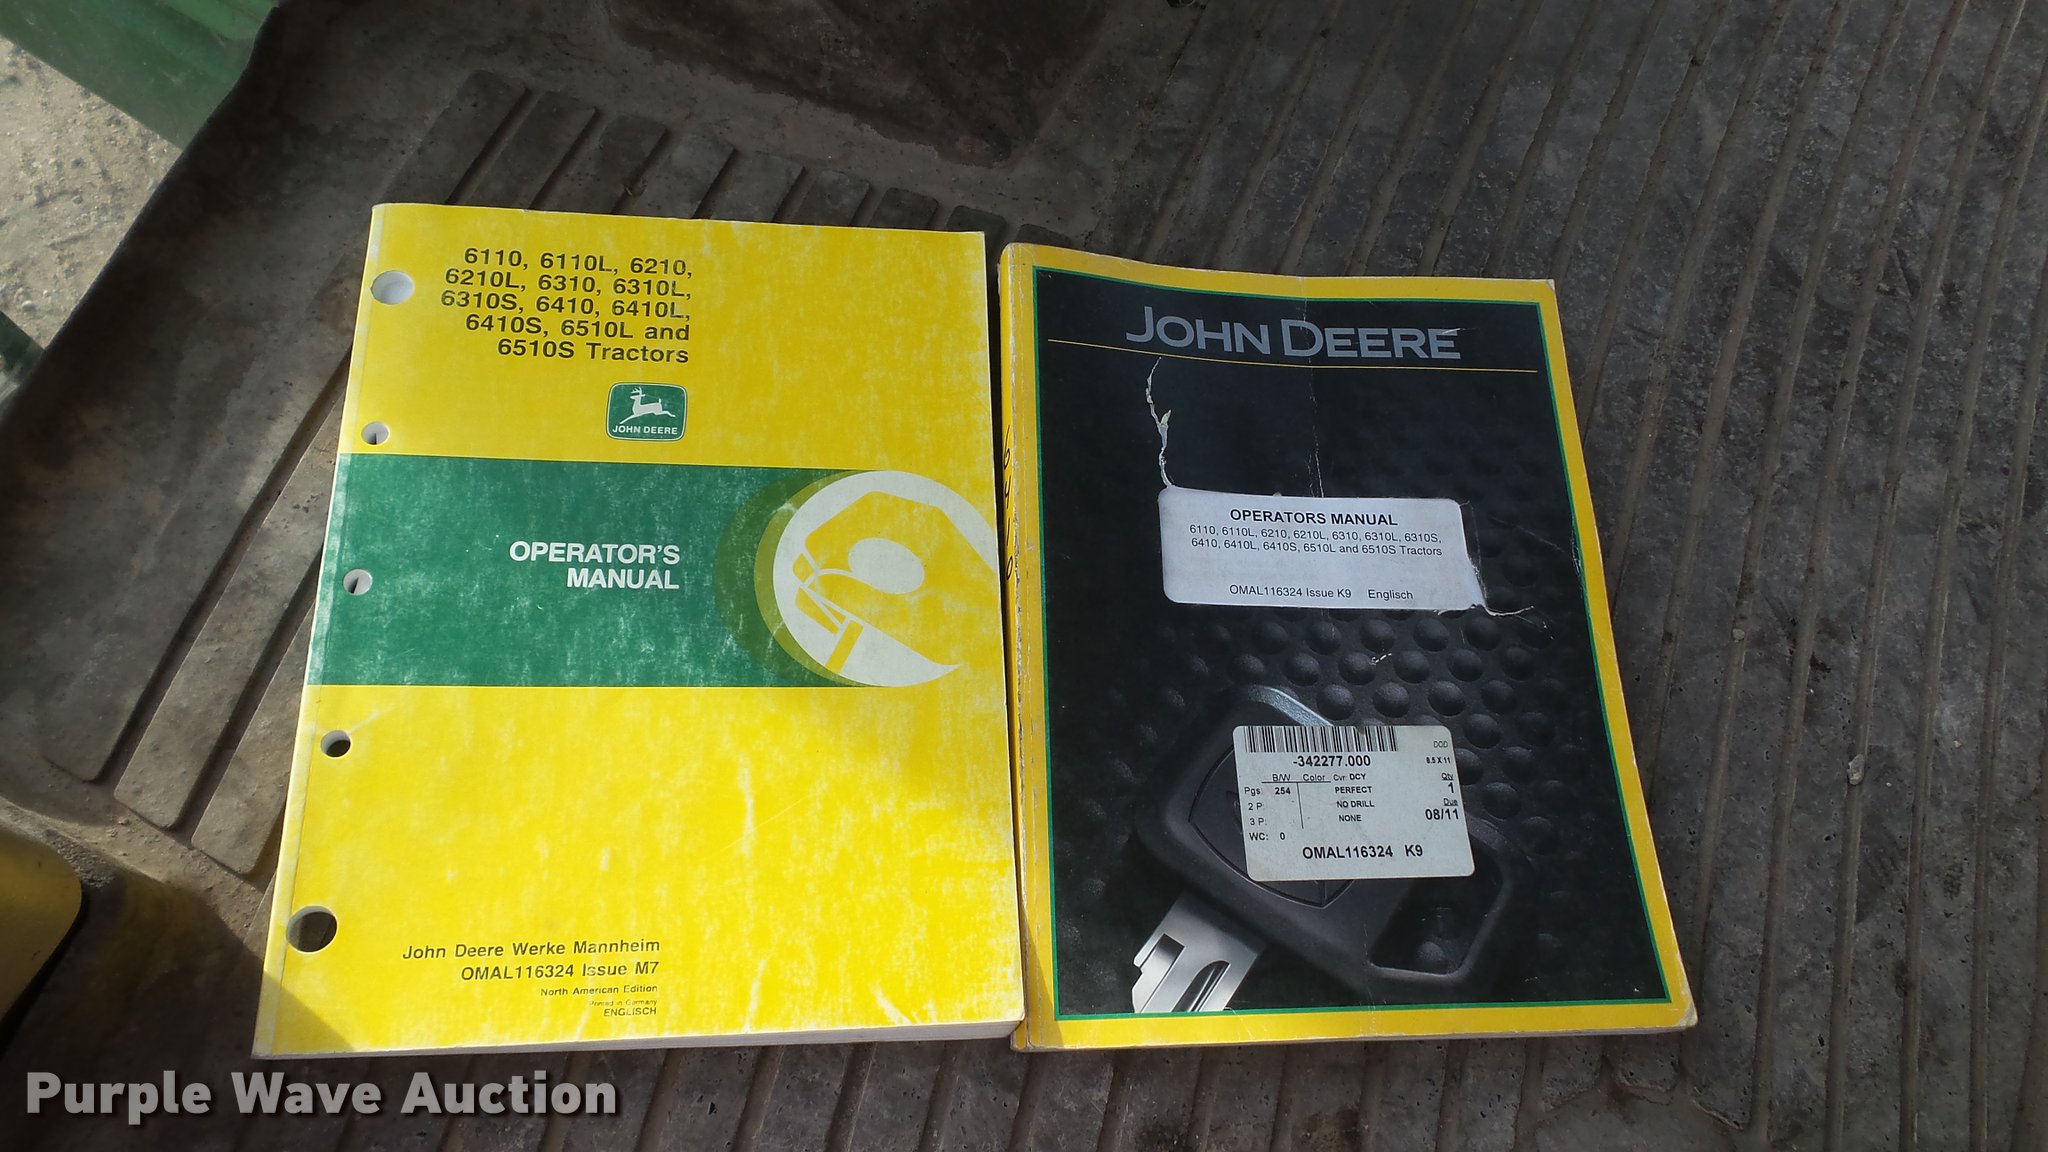 6110, 6110L, 6210,
6210L, 6310, 6310L,
6310S, 6410, 6410L,
6410S, 6510L and
6510S Tractors
JOHN DEERE
OPERATOR'S
MANUAL
John Deere Werke Mannheim
OMAL116324 Issue M7
North American Edition
Printed in Germany
ENGLISCH
JOHN DEERE
OPERATORS MANUAL
6110, 6110L, 6210, 6210L, 6310, 6310L, 6310S,
6410, 6410L, 6410S, 6510L and 6510S Tractors
OMAL116324 Issue K9 Englisch
DOD
-342277.000 8.5 X 11
B/W Color Cvr: DCY Qty
Pgs: 254 PERFECT 1
2 P: NO DRILL Due
3 P: NONE 08/11
WC: 0
OMAL116324 K9
Purple Wave Auction